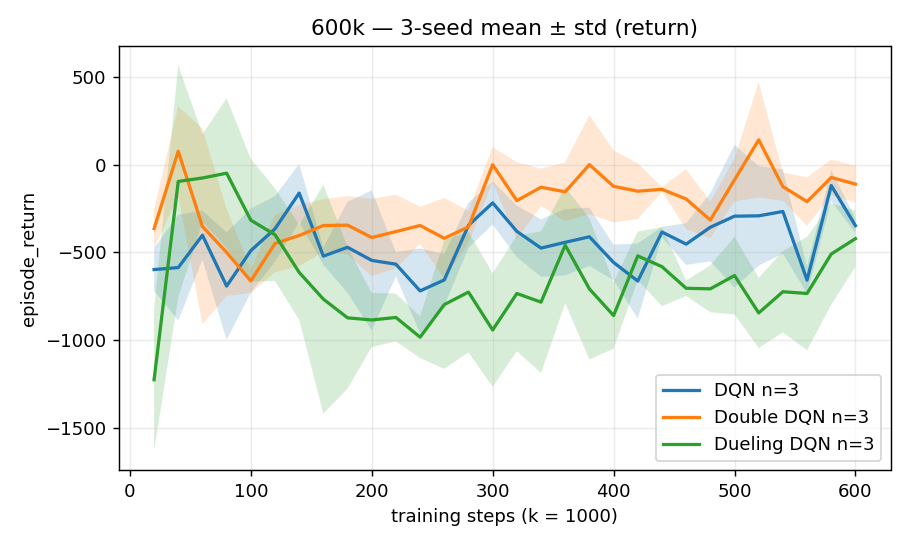 600k — 3-seed mean ± std (return)
episode_return
500
0
−500
−1000
−1500
0
100
200
300
400
500
600
training steps (k = 1000)
DQN n=3
Double DQN n=3
Dueling DQN n=3